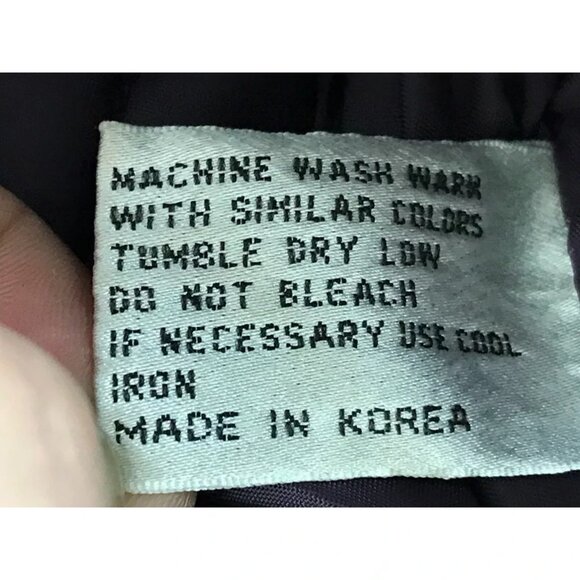 MACHINE WASH WARM
WITH SIMILAR COLORS
TUMBLE DRY LOW
DO NOT BLEACH
IF NECESSARY USE COOL
IRON
MADE IN KOREA